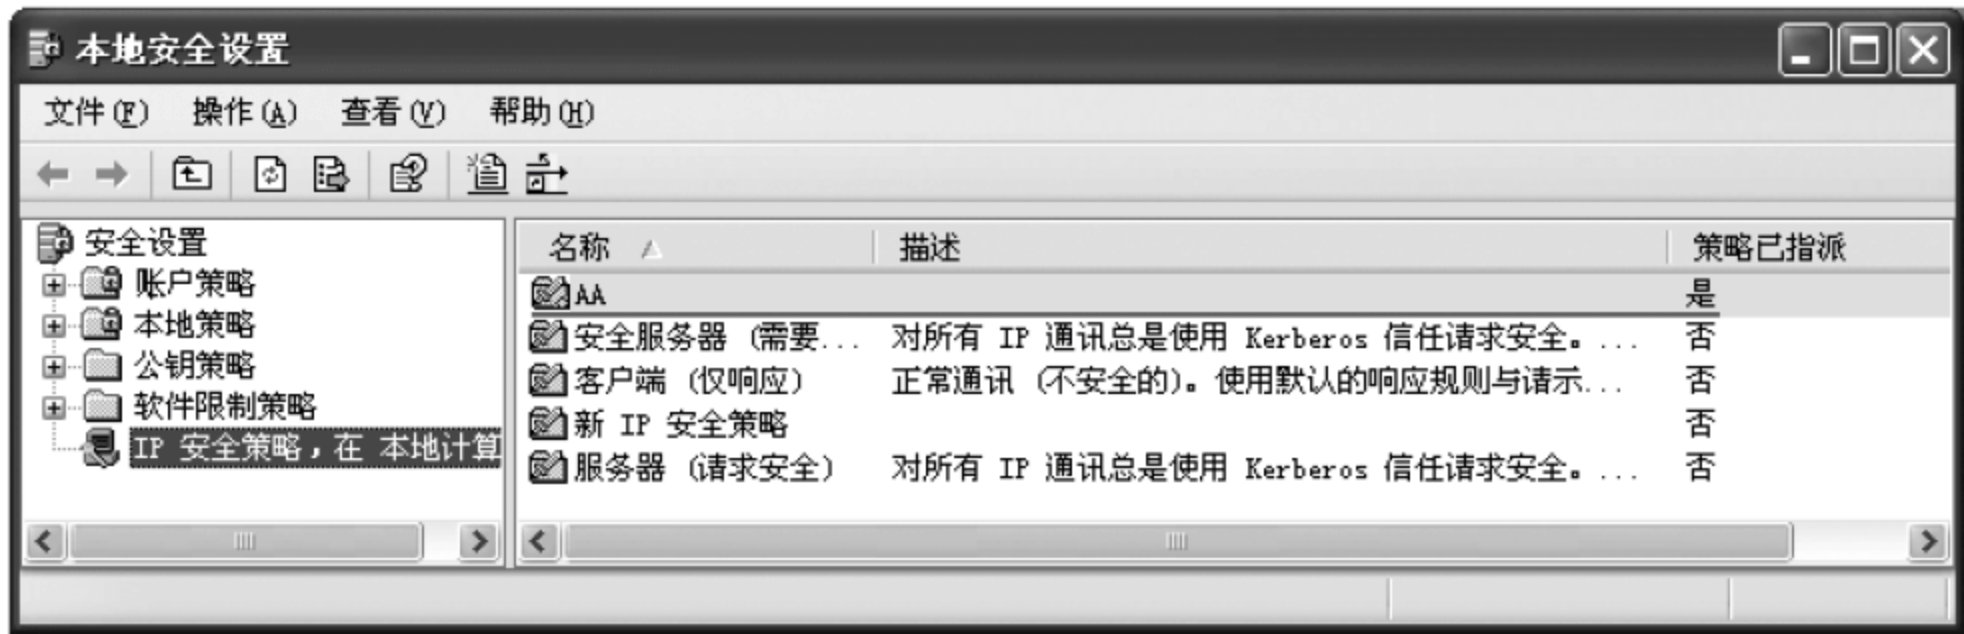 本地安全设置
文件(F) 操作(A) 查看(V) 帮助(H)
安全设置
账户策略
本地策略
公钥策略
软件限制策略
IP 安全策略，在 本地计算
名称 描述 策略已指派
AA 是
安全服务器 (需要... 对所有 IP 通讯总是使用 Kerberos 信任请求安全。... 否
客户端 (仅响应) 正常通讯 (不安全的)。使用默认的响应规则与请示... 否
新 IP 安全策略 否
服务器 (请求安全) 对所有 IP 通讯总是使用 Kerberos 信任请求安全。... 否